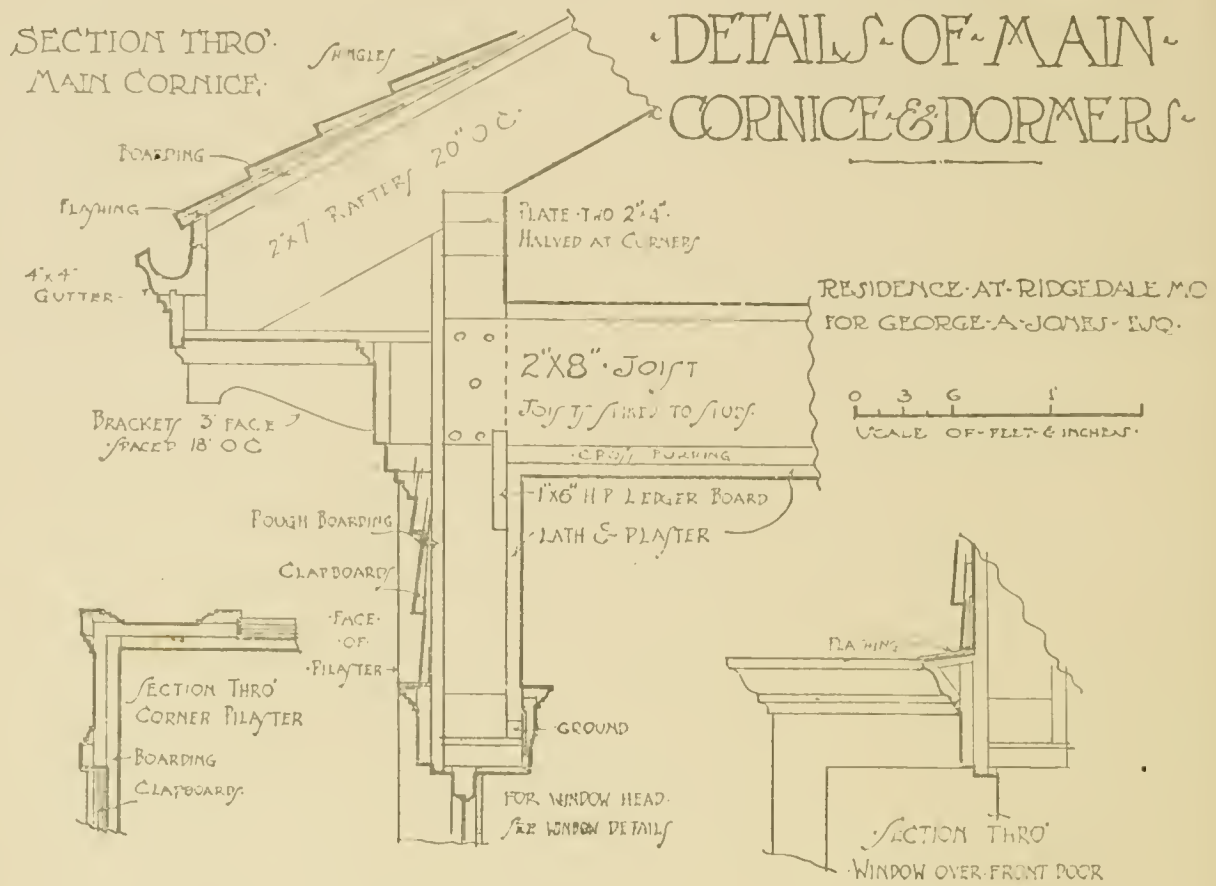 SECTION THRO'
MAIN CORNICE.
·DETAILS·OF·MAIN·
CORNICE·&·DORMERS·
SHINGLES
BOARDING
FLASHING
2"X7" RAFTERS 20" O C.
4"X4"
GUTTER.
PLATE·TWO 2"X4".
HALVED AT CORNERS
RESIDENCE·AT·RIDGEDALE M.O
FOR GEORGE·A·JONES·ESQ.
2"X8"·JOIST
JOISTS SPIKED TO STUDS.
0 3 6 1'
SCALE OF·FEET·&·INCHES·
BRACKETS 3" FACE
·SPACED 18" O C
·CROSS FURRING
1"X6" H P LEDGER BOARD
ROUGH BOARDING
LATH & PLASTER
CLAPBOARDS
·FACE·
·OF·
·PILASTER
SECTION THRO'
CORNER PILASTER
BOARDING
CLAPBOARDS.
GROUND
FOR WINDOW HEAD.
SEE WINDOW DETAILS
FLASHING
·SECTION THRO'
·WINDOW OVER·FRONT DOOR